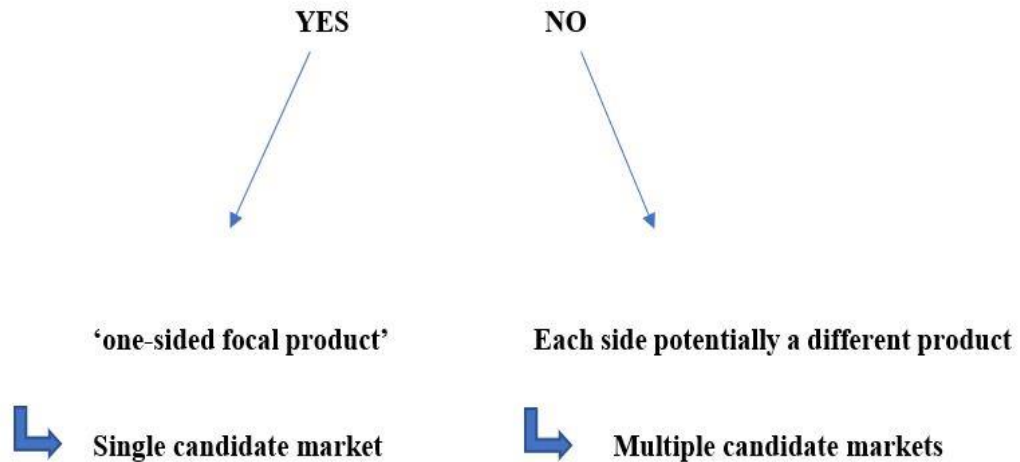 YES NO
‘one-sided focal product’ Each side potentially a different product
Single candidate market Multiple candidate markets